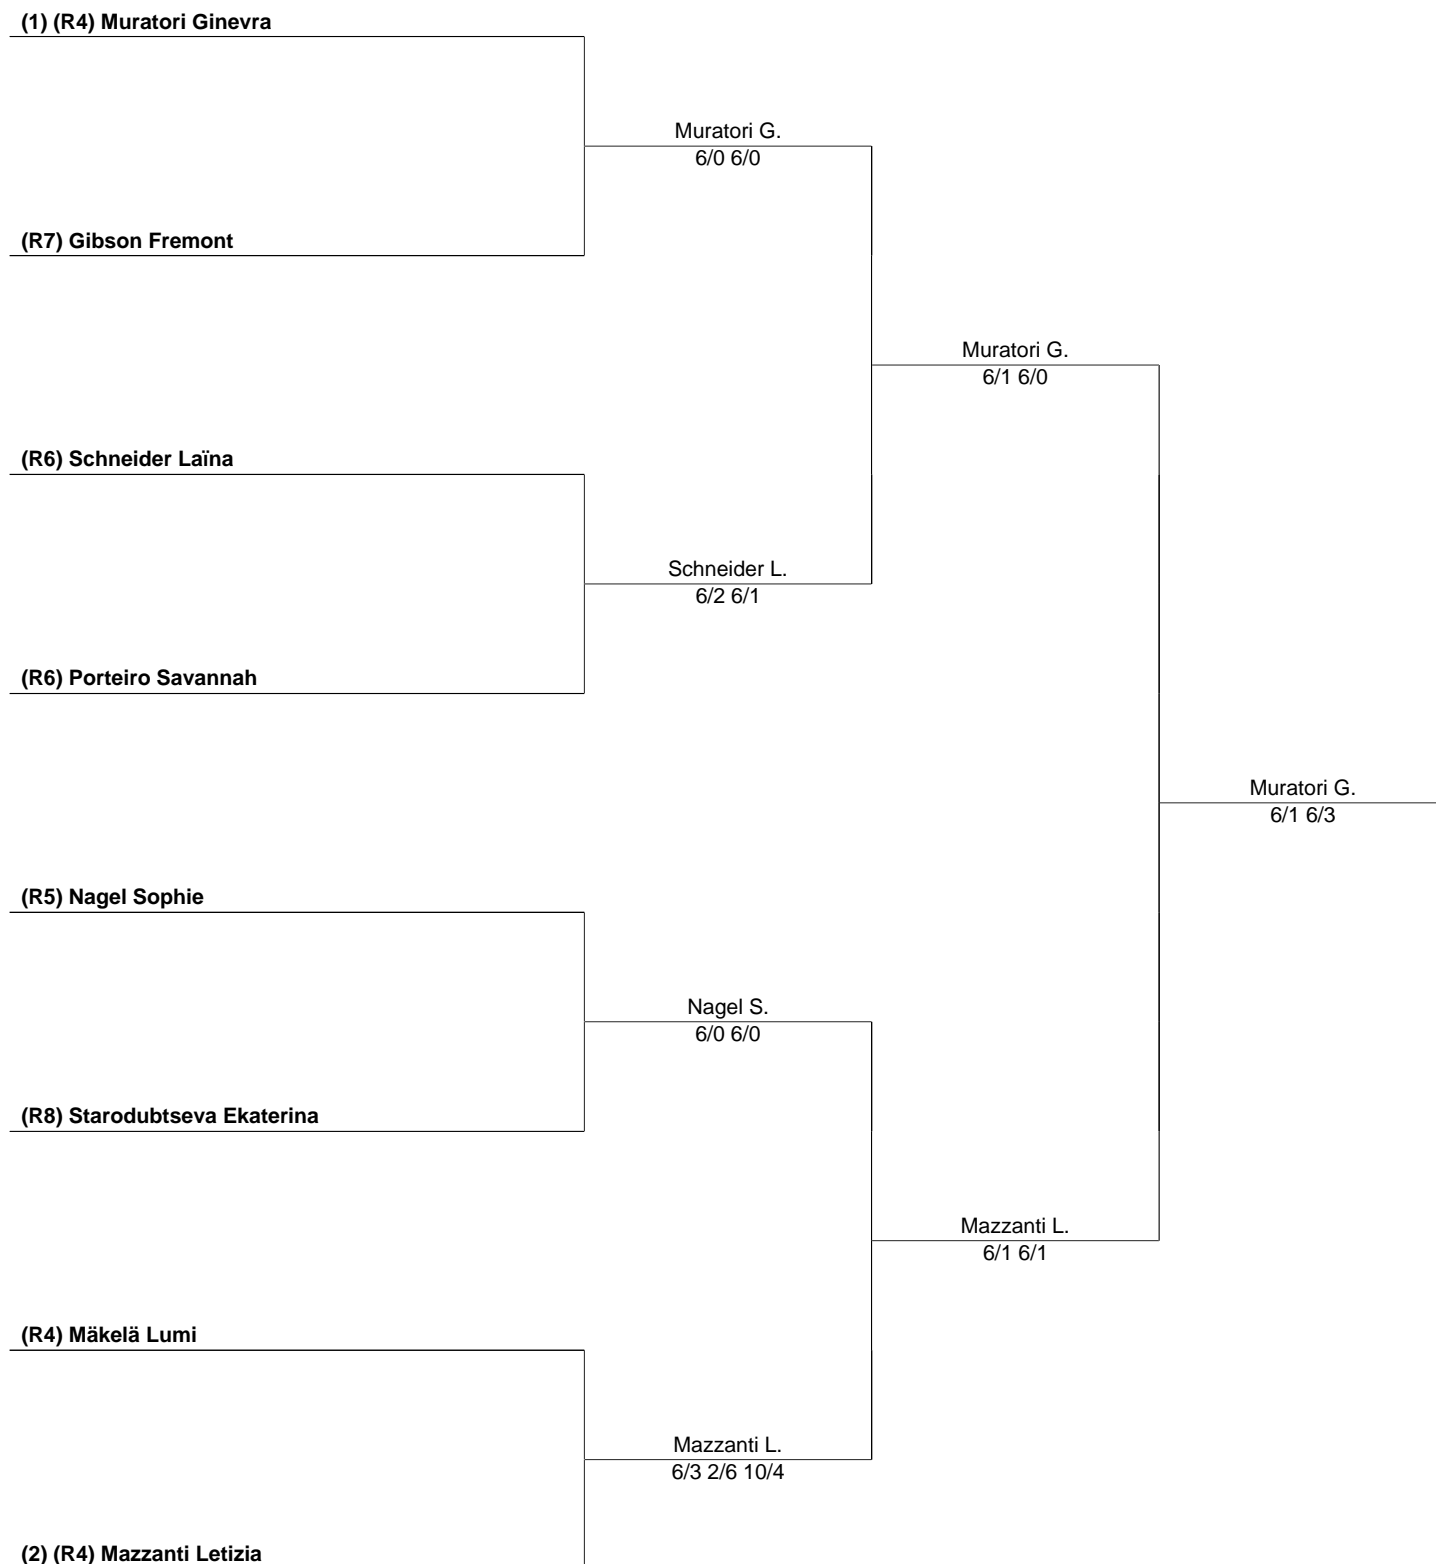 (1) (R4) Muratori Ginevra
Muratori G.
6/0 6/0
(R7) Gibson Fremont
Muratori G.
6/1 6/0
(R6) Schneider Laïna
Schneider L.
6/2 6/1
(R6) Porteiro Savannah
Muratori G.
6/1 6/3
(R5) Nagel Sophie
Nagel S.
6/0 6/0
(R8) Starodubtseva Ekaterina
Mazzanti L.
6/1 6/1
(R4) Mäkelä Lumi
Mazzanti L.
6/3 2/6 10/4
(2) (R4) Mazzanti Letizia